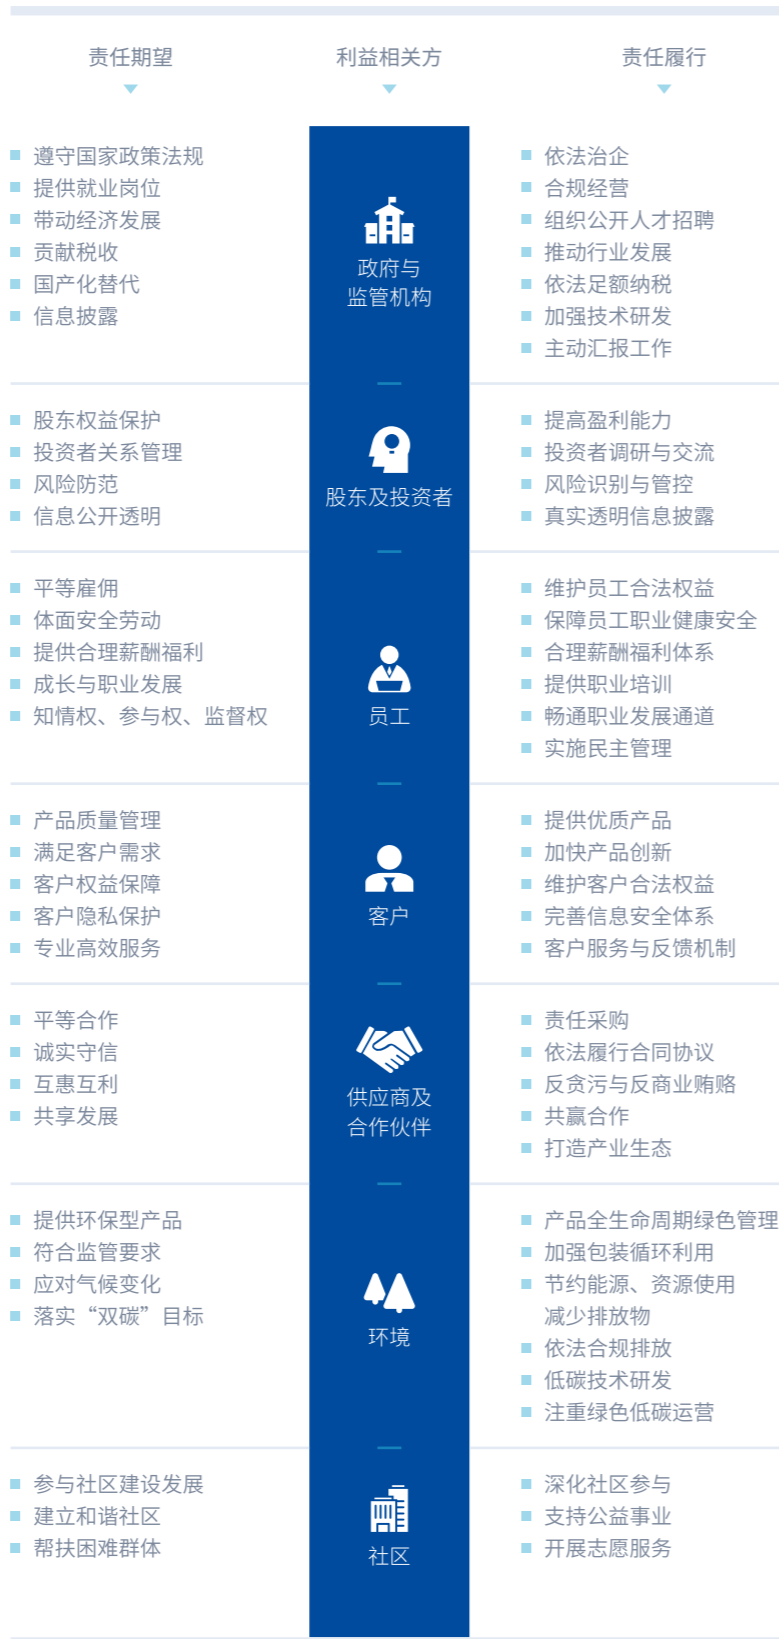 责任期望
利益相关方
责任履行
遵守国家政策法规
提供就业岗位
带动经济发展
贡献税收
国产化替代
信息披露
政府与
监管机构
依法治企
合规经营
组织公开人才招聘
推动行业发展
依法足额纳税
加强技术研发
主动汇报工作
股东权益保护
投资者关系管理
风险防范
信息公开透明
股东及投资者
提高盈利能力
投资者调研与交流
风险识别与管控
真实透明信息披露
平等雇佣
体面安全劳动
提供合理薪酬福利
成长与职业发展
知情权、参与权、监督权
员工
维护员工合法权益
保障员工职业健康安全
合理薪酬福利体系
提供职业培训
畅通职业发展通道
实施民主管理
产品质量管理
满足客户需求
客户权益保障
客户隐私保护
专业高效服务
客户
提供优质产品
加快产品创新
维护客户合法权益
完善信息安全体系
客户服务与反馈机制
平等合作
诚实守信
互惠互利
共享发展
供应商及
合作伙伴
责任采购
依法履行合同协议
反贪污与反商业贿赂
共赢合作
打造产业生态
提供环保型产品
符合监管要求
应对气候变化
落实“双碳”目标
环境
产品全生命周期绿色管理
加强包装循环利用
节约能源、资源使用
减少排放物
依法合规排放
低碳技术研发
注重绿色低碳运营
参与社区建设发展
建立和谐社区
帮扶困难群体
社区
深化社区参与
支持公益事业
开展志愿服务